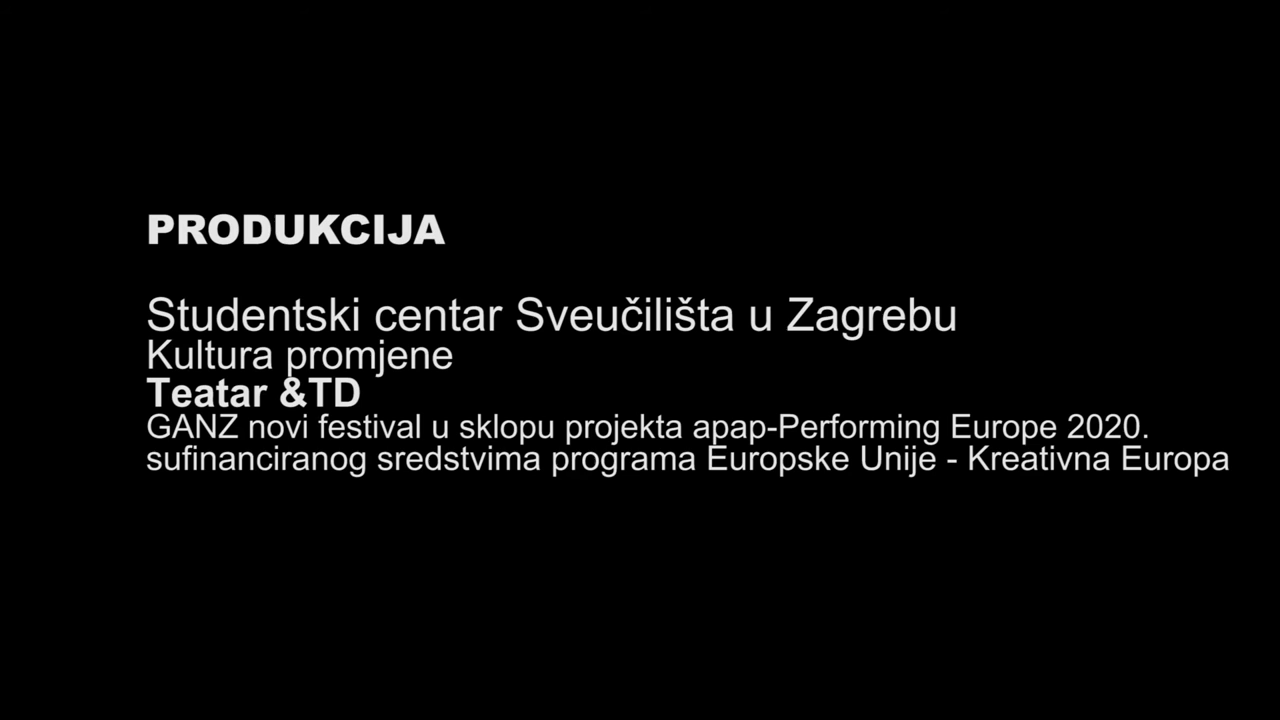 PRODUKCIJA
Studentski centar Sveučilišta u Zagrebu
Kultura promjene
Teatar &TD
GANZ novi festival u sklopu projekta apap-Performing Europe 2020.
sufinanciranog sredstvima programa Europske Unije - Kreativna Europa